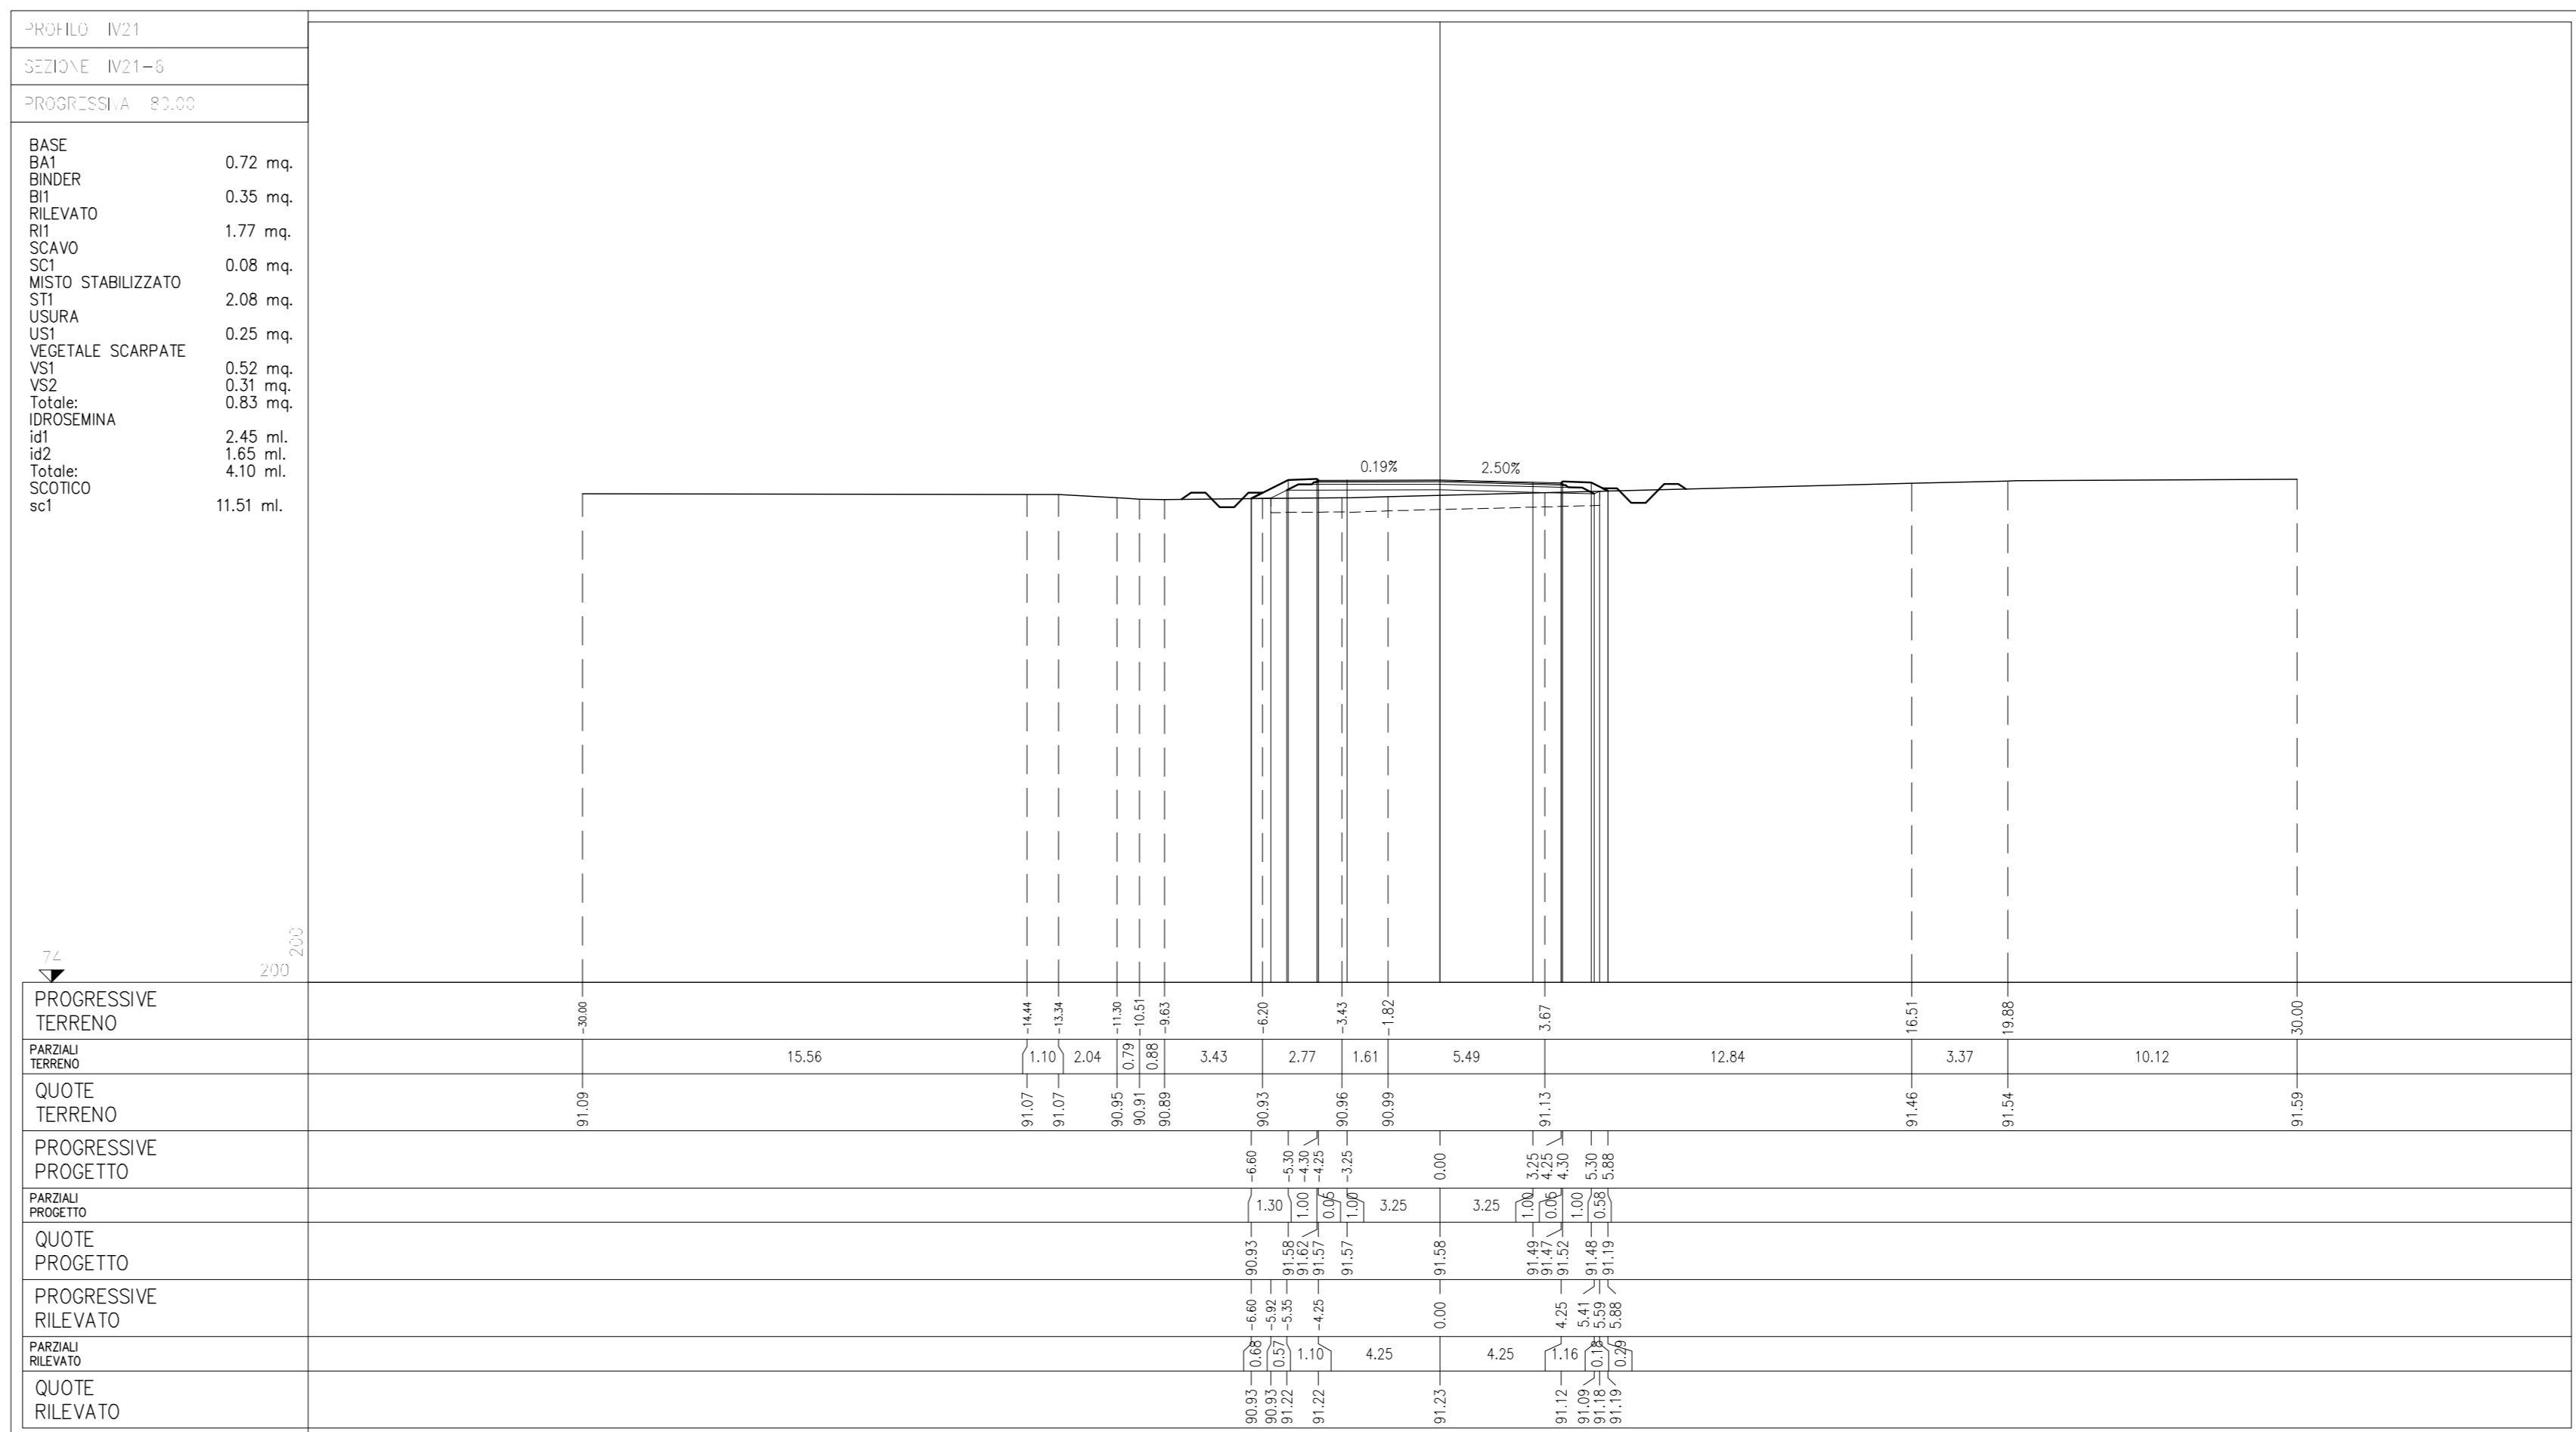 PROFILO IV21
SEZIONE IV21-6
PROGRESSIVA 80.00
BASE
BA1 0.72 mq.
BINDER
BI1 0.35 mq.
RILEVATO
RI1 1.77 mq.
SCAVO
SC1 0.08 mq.
MISTO STABILIZZATO
ST1 2.08 mq.
USURA
US1 0.25 mq.
VEGETALE SCARPATE
VS1 0.52 mq.
VS2 0.31 mq.
Totale: 0.83 mq.
IDROSEMINA
id1 2.45 ml.
id2 1.65 ml.
Totale: 4.10 ml.
SCOTICO
sc1 11.51 ml.
0.19% 2.50%
74 200 200
PROGRESSIVE
TERRENO
-30.00 -14.44 -13.34 -11.30 -10.51 -9.63 -6.20 -3.43 -1.82 3.67 16.51 19.88 30.00
PARZIALI
TERRENO
15.56 1.10 2.04 0.79 0.88 3.43 2.77 1.61 5.49 12.84 3.37 10.12
QUOTE
TERRENO
91.09 91.07 91.07 90.95 90.91 90.89 90.93 90.96 90.99 91.13 91.46 91.54 91.59
PROGRESSIVE
PROGETTO
-6.60 -5.30 -4.30 -4.25 -3.25 0.00 3.25 4.25 4.30 5.30 5.88
PARZIALI
PROGETTO
1.30 1.00 0.05 1.00 3.25 3.25 1.00 0.05 1.00 0.58
QUOTE
PROGETTO
90.93 91.58 91.62 91.57 91.57 91.58 91.49 91.47 91.52 91.48 91.19
PROGRESSIVE
RILEVATO
-6.60 -5.92 -5.35 -4.25 0.00 4.25 5.41 5.59 5.88
PARZIALI
RILEVATO
0.68 0.57 1.10 4.25 4.25 1.16 0.18 0.29
QUOTE
RILEVATO
90.93 90.93 91.22 91.22 91.23 91.12 91.09 91.18 91.19